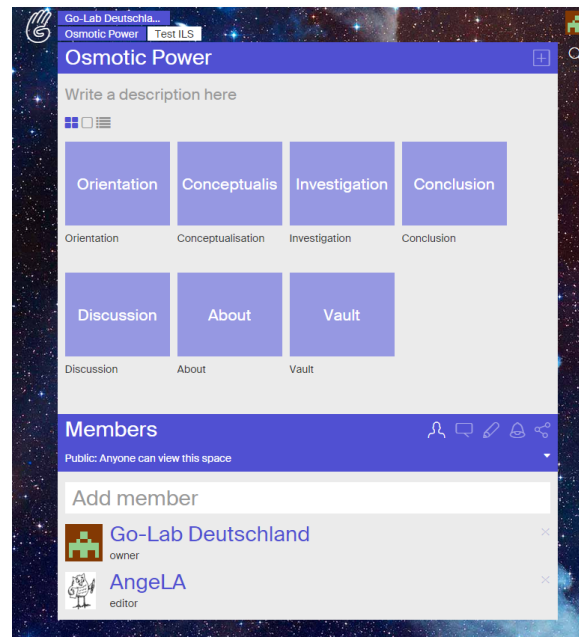 Go-Lab Deutschla...
Osmotic Power Test ILS
Osmotic Power
Write a description here
Orientation Conceptualis Investigation Conclusion
Orientation Conceptualisation Investigation Conclusion
Discussion About Vault
Discussion About Vault
Members
Public: Anyone can view this space
Add member
Go-Lab Deutschland
owner
AngeLA
editor